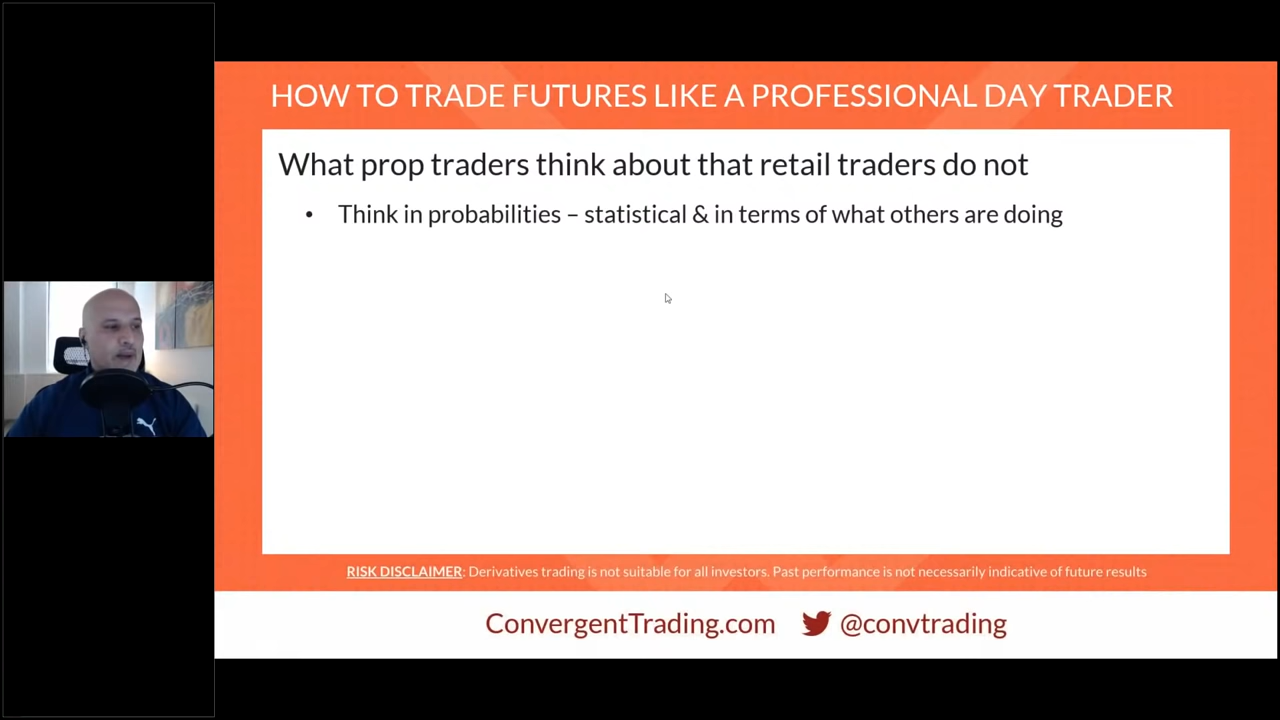 HOW TO TRADE FUTURES LIKE A PROFESSIONAL DAY TRADER
What prop traders think about that retail traders do not
• Think in probabilities – statistical & in terms of what others are doing
RISK DISCLAIMER: Derivatives trading is not suitable for all investors. Past performance is not necessarily indicative of future results
ConvergentTrading.com @convtrading